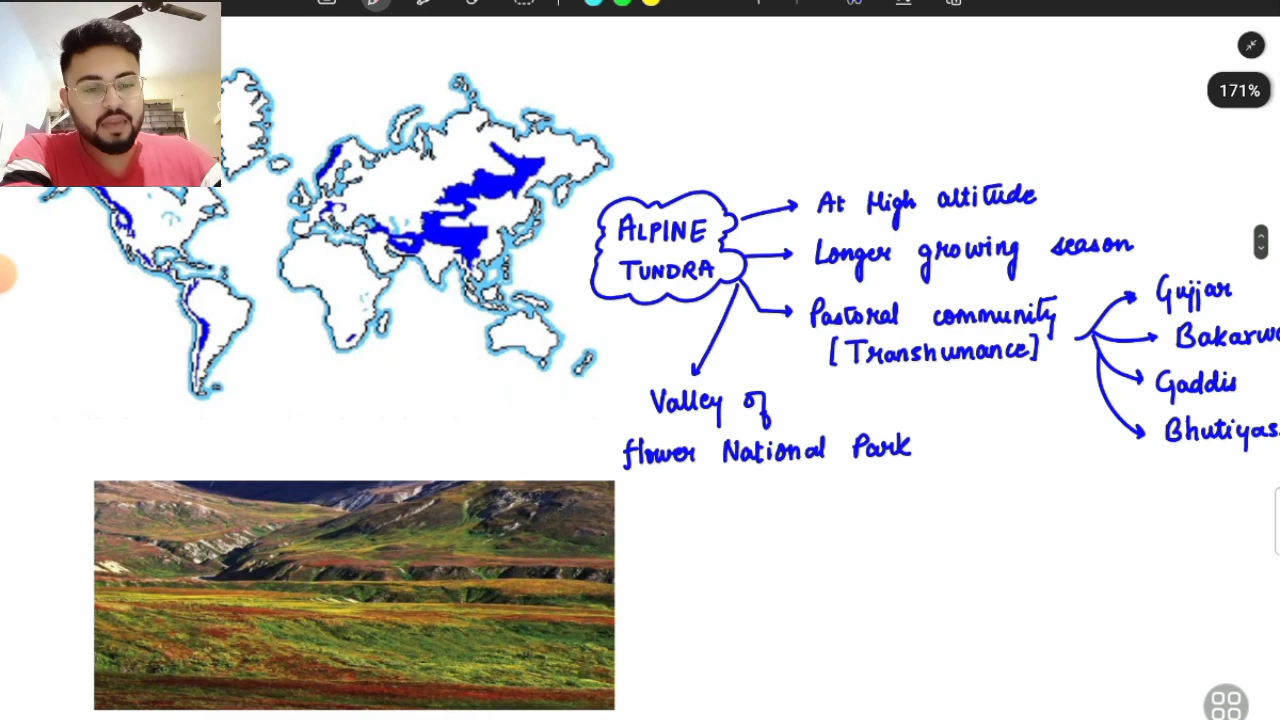 171%
At High altitude
ALPINE
TUNDRA
Longer growing season
Pastoral community
[Transhumance]
Gujjar
Gaddis
Bhutiyas
Valley of
flower National Park